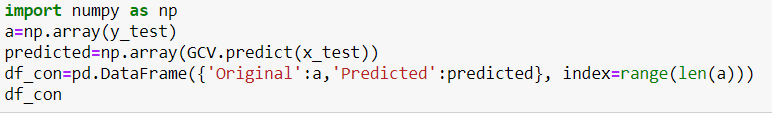 import numpy as np
a=np.array(y_test)
predicted=np.array(GCV.predict(x_test))
df_con=pd.DataFrame({'Original':a,'Predicted':predicted}, index=range(len(a)))
df_con